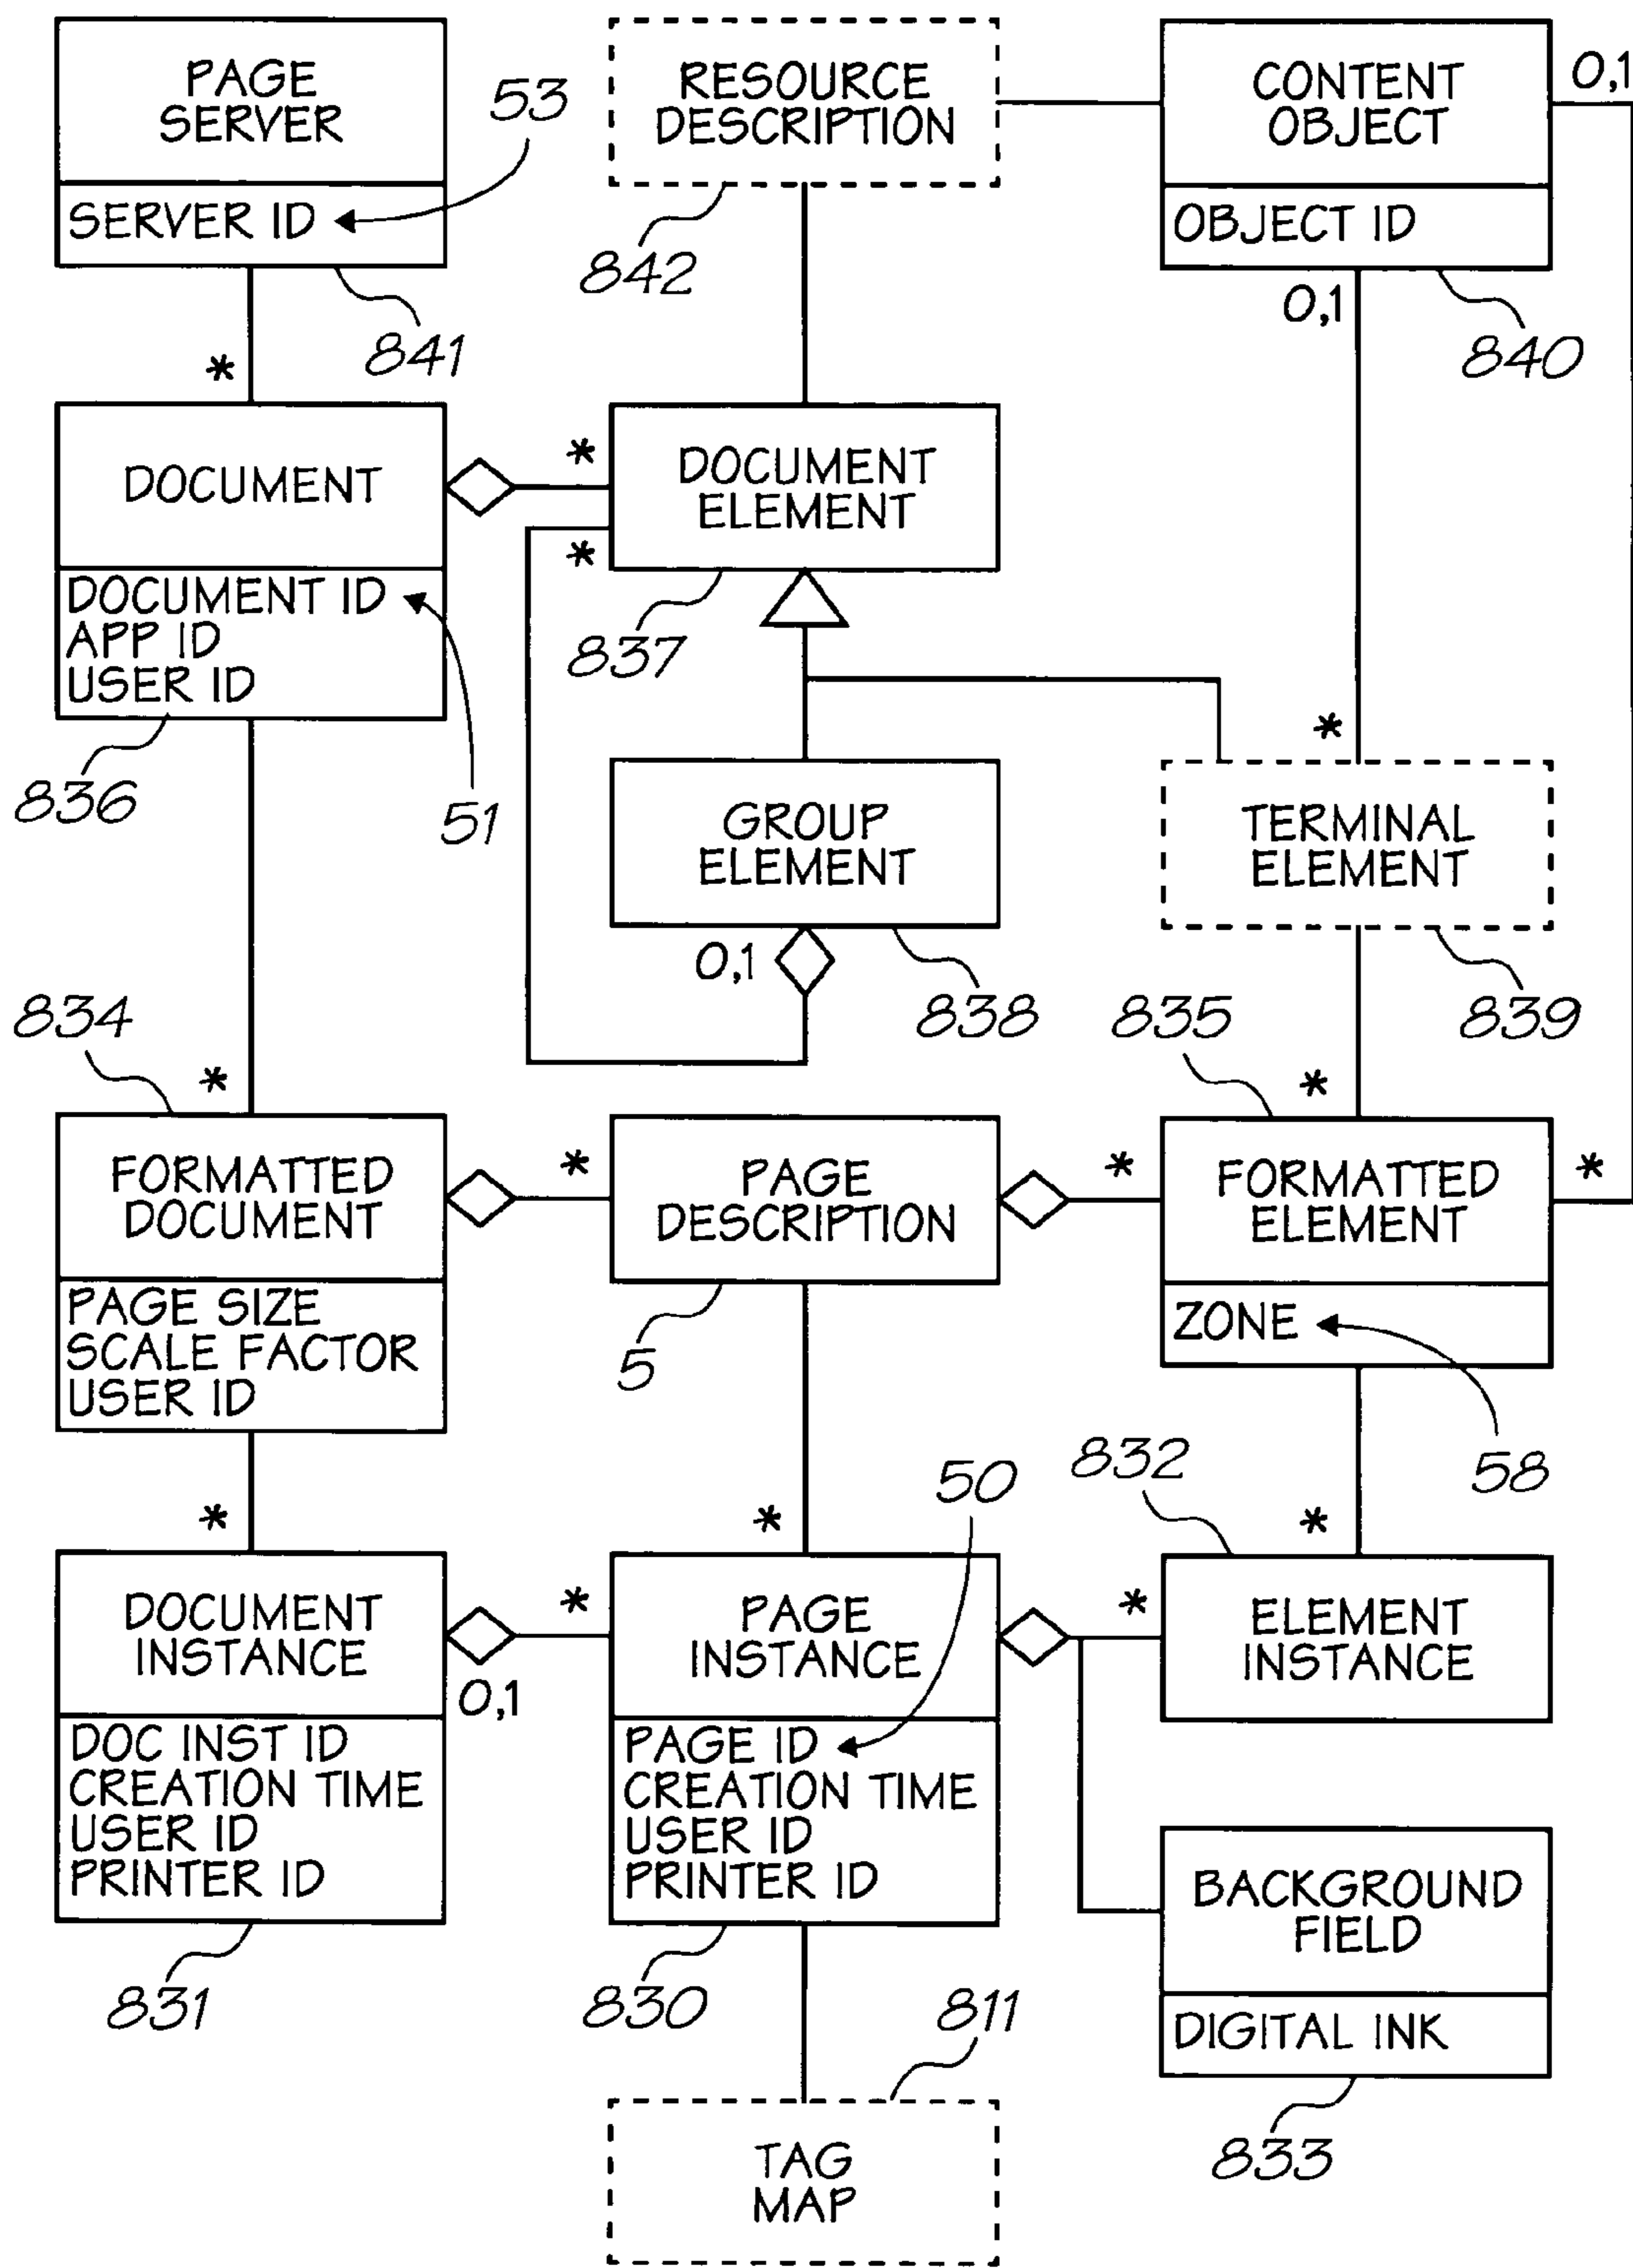 PAGE
SERVER
SERVER ID
53
841
RESOURCE
DESCRIPTION
842
CONTENT
OBJECT
OBJECT ID
0,1
0,1
840
*
DOCUMENT
DOCUMENT ID
APP ID
USER ID
836
51
*
*
DOCUMENT
ELEMENT
837
GROUP
ELEMENT
0,1
838
*
TERMINAL
ELEMENT
839
834
*
FORMATTED
DOCUMENT
PAGE SIZE
SCALE FACTOR
USER ID
*
PAGE
DESCRIPTION
5
*
835
*
FORMATTED
ELEMENT
ZONE
*
58
*
DOCUMENT
INSTANCE
DOC INST ID
CREATION TIME
USER ID
PRINTER ID
831
0,1
*
*
50
PAGE
INSTANCE
PAGE ID
CREATION TIME
USER ID
PRINTER ID
830
832
*
*
ELEMENT
INSTANCE
BACKGROUND
FIELD
DIGITAL INK
833
811
TAG
MAP